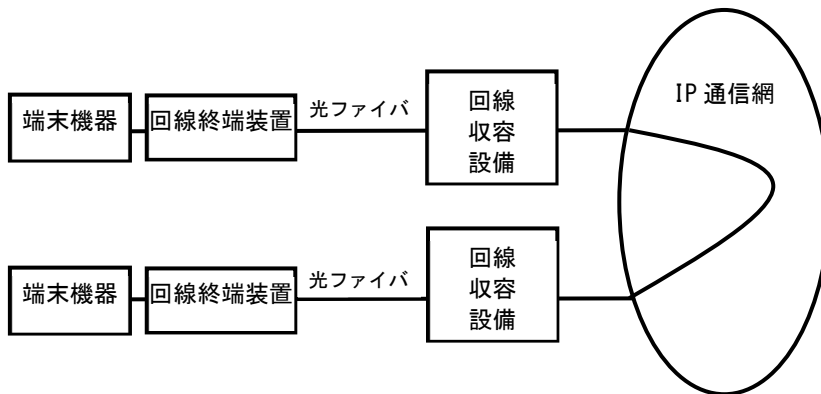 端末機器
回線終端装置
光ファイバ
回線
収容
設備
IP 通信網
端末機器
回線終端装置
光ファイバ
回線
収容
設備